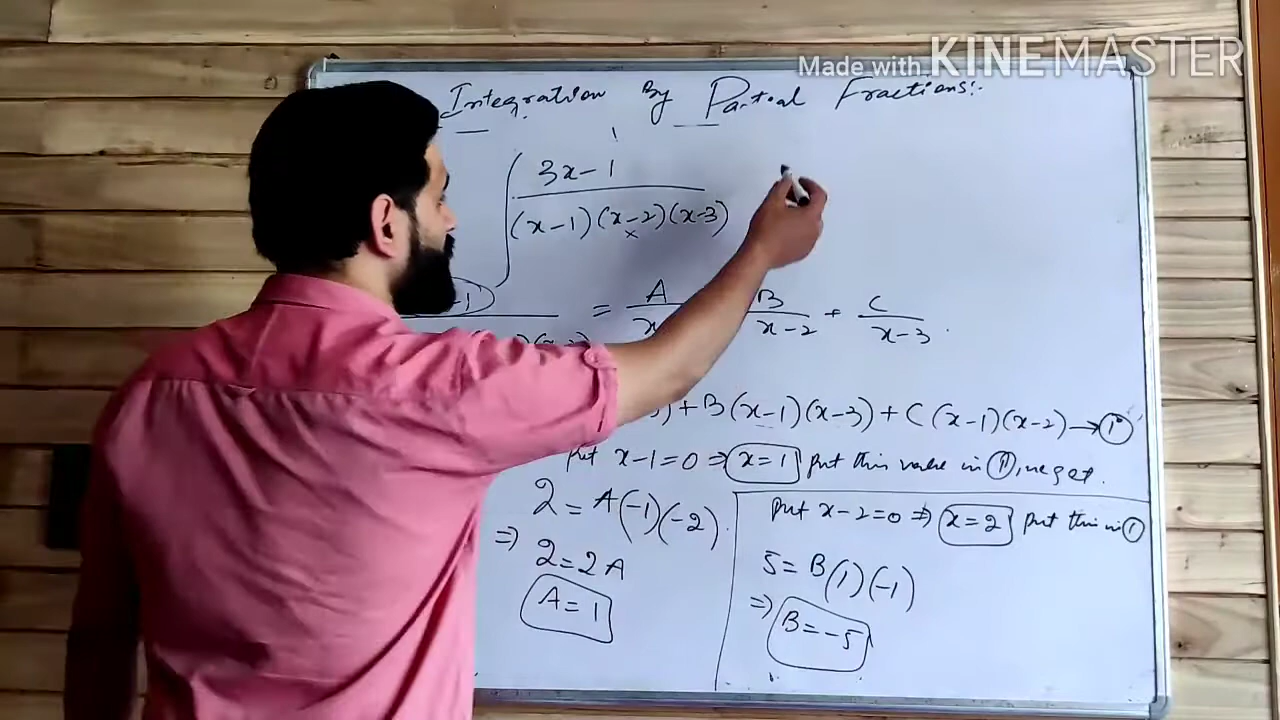 Made with KINEMASTER
Integration By Partial Fractions:-
∫ 3x-1
(x-1)(x-2)(x-3)
= A B + C
x x-2 x-3.
) + B(x-1)(x-3) + C(x-1)(x-2) → ①
Put x-1=0 ⇒ x=1 put this value in ①, we get.
2 = A(-1)(-2).
⇒ 2=2A
A=1
put x-2=0 ⇒ x=2 put this in ①
5 = B(1)(-1)
⇒ B=-5